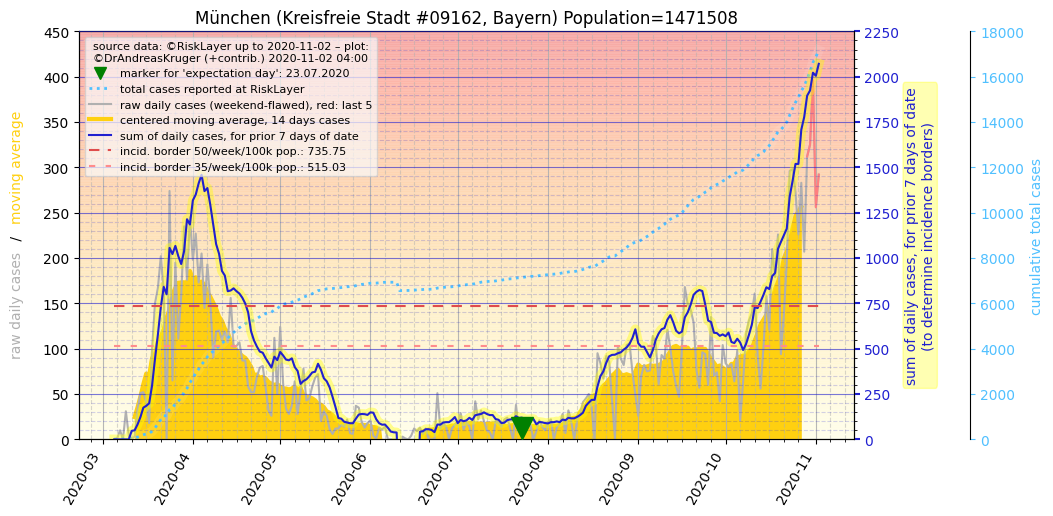 München (Kreisfreie Stadt #09162, Bayern) Population=1471508
source data: ©RiskLayer up to 2020-11-02 – plot:
©DrAndreasKruger (+contrib.) 2020-11-02 04:00
marker for 'expectation day': 23.07.2020
total cases reported at RiskLayer
raw daily cases (weekend-flawed), red: last 5
centered moving average, 14 days cases
sum of daily cases, for prior 7 days of date
incid. border 50/week/100k pop.: 735.75
incid. border 35/week/100k pop.: 515.03
raw daily cases / moving average
450
400
350
300
250
200
150
100
50
0
2250
2000
1750
1500
1250
1000
750
500
250
0
sum of daily cases, for prior 7 days of date
(to determine incidence borders)
18000
16000
14000
12000
10000
8000
6000
4000
2000
0
cumulative total cases
2020-03
2020-04
2020-05
2020-06
2020-07
2020-08
2020-09
2020-10
2020-11